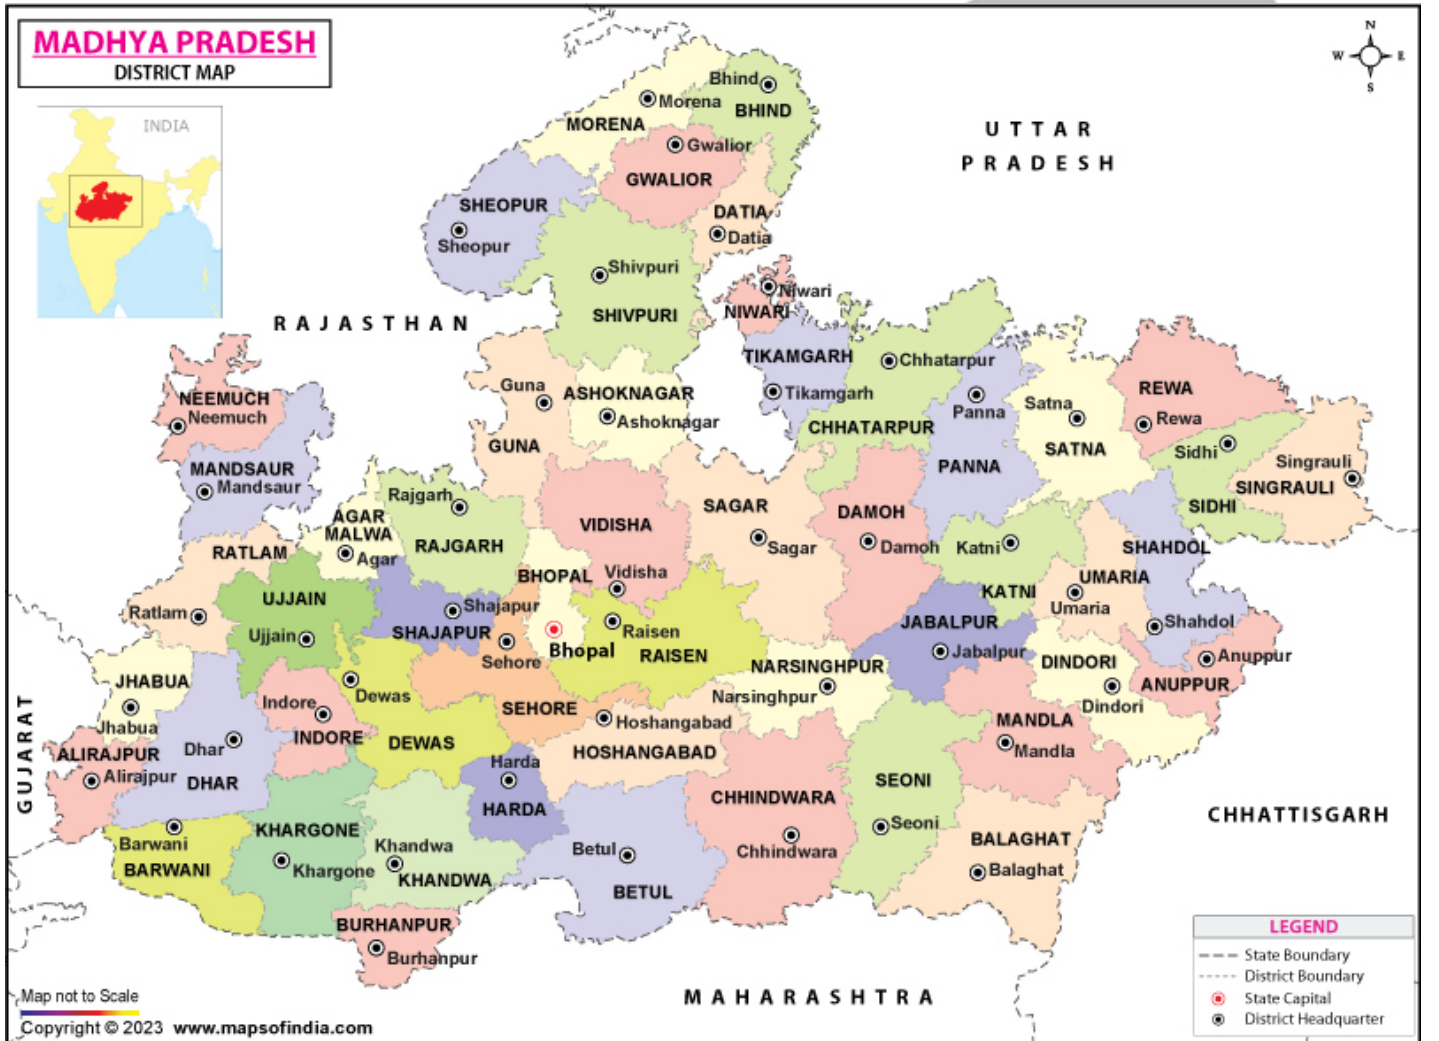 MADHYA PRADESH
DISTRICT MAP
INDIA
N
W
E
S
UTTAR
PRADESH
RAJASTHAN
GUJARAT
CHHATTISGARH
MAHARASHTRA
Bhind
BHIND
Morena
MORENA
Gwalior
GWALIOR
SHEOPUR
Sheopur
DATIA
Datia
Shivpuri
SHIVPURI
Niwari
NIWARI
TIKAMGARH
Tikamgarh
Chhatarpur
CHHATARPUR
Panna
PANNA
Satna
SATNA
REWA
Rewa
Sidhi
SIDHI
Singrauli
SINGRAULI
NEEMUCH
Neemuch
MANDSAUR
Mandsaur
Guna
GUNA
ASHOKNAGAR
Ashoknagar
AGAR
MALWA
Agar
Rajgarh
RAJGARH
VIDISHA
Vidisha
SAGAR
Sagar
DAMOH
Damoh
Katni
KATNI
SHAHDOL
Shahdol
UMARIA
Umaria
RATLAM
Ratlam
UJJAIN
Ujjain
Shajapur
SHAJAPUR
BHOPAL
Bhopal
Sehore
SEHORE
Raisen
RAISEN
NARSINGHPUR
Narsinghpur
JABALPUR
Jabalpur
DINDORI
Dindori
Anuppur
ANUPPUR
JHABUA
Jhabua
ALIRAJPUR
Alirajpur
Dhar
DHAR
Indore
INDORE
Dewas
DEWAS
Hoshangabad
HOSHANGABAD
Harda
HARDA
MANDLA
Mandla
SEONI
Seoni
CHHINDWARA
Chhindwara
BALAGHAT
Balaghat
Barwani
BARWANI
KHARGONE
Khargone
Khandwa
KHANDWA
Betul
BETUL
BURHANPUR
Burhanpur
LEGEND
State Boundary
District Boundary
State Capital
District Headquarter
Map not to Scale
Copyright © 2023 www.mapsofindia.com